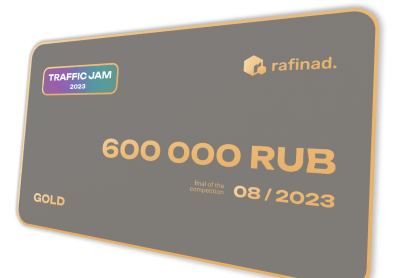 TRAFFIC JAM
2023
rafinad.
600 000 RUB
final of the
competition
08 / 2023
GOLD